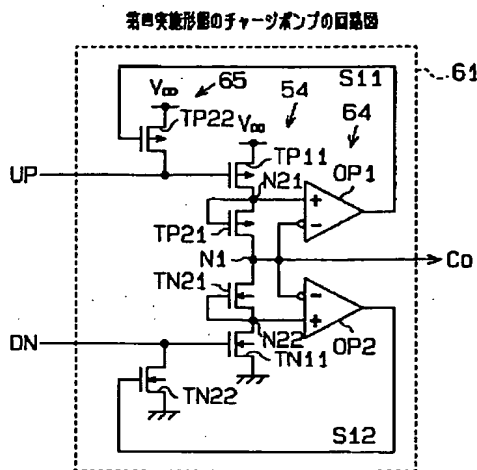 第四実施形態のチャージポンプの回路図
S11
61
VDD
65
54
64
TP22
VDD
UP
TP11
OP1
N21
+
TP21
-
N1
Co
TN21
-
+
DN
N22
OP2
TN11
TN22
S12